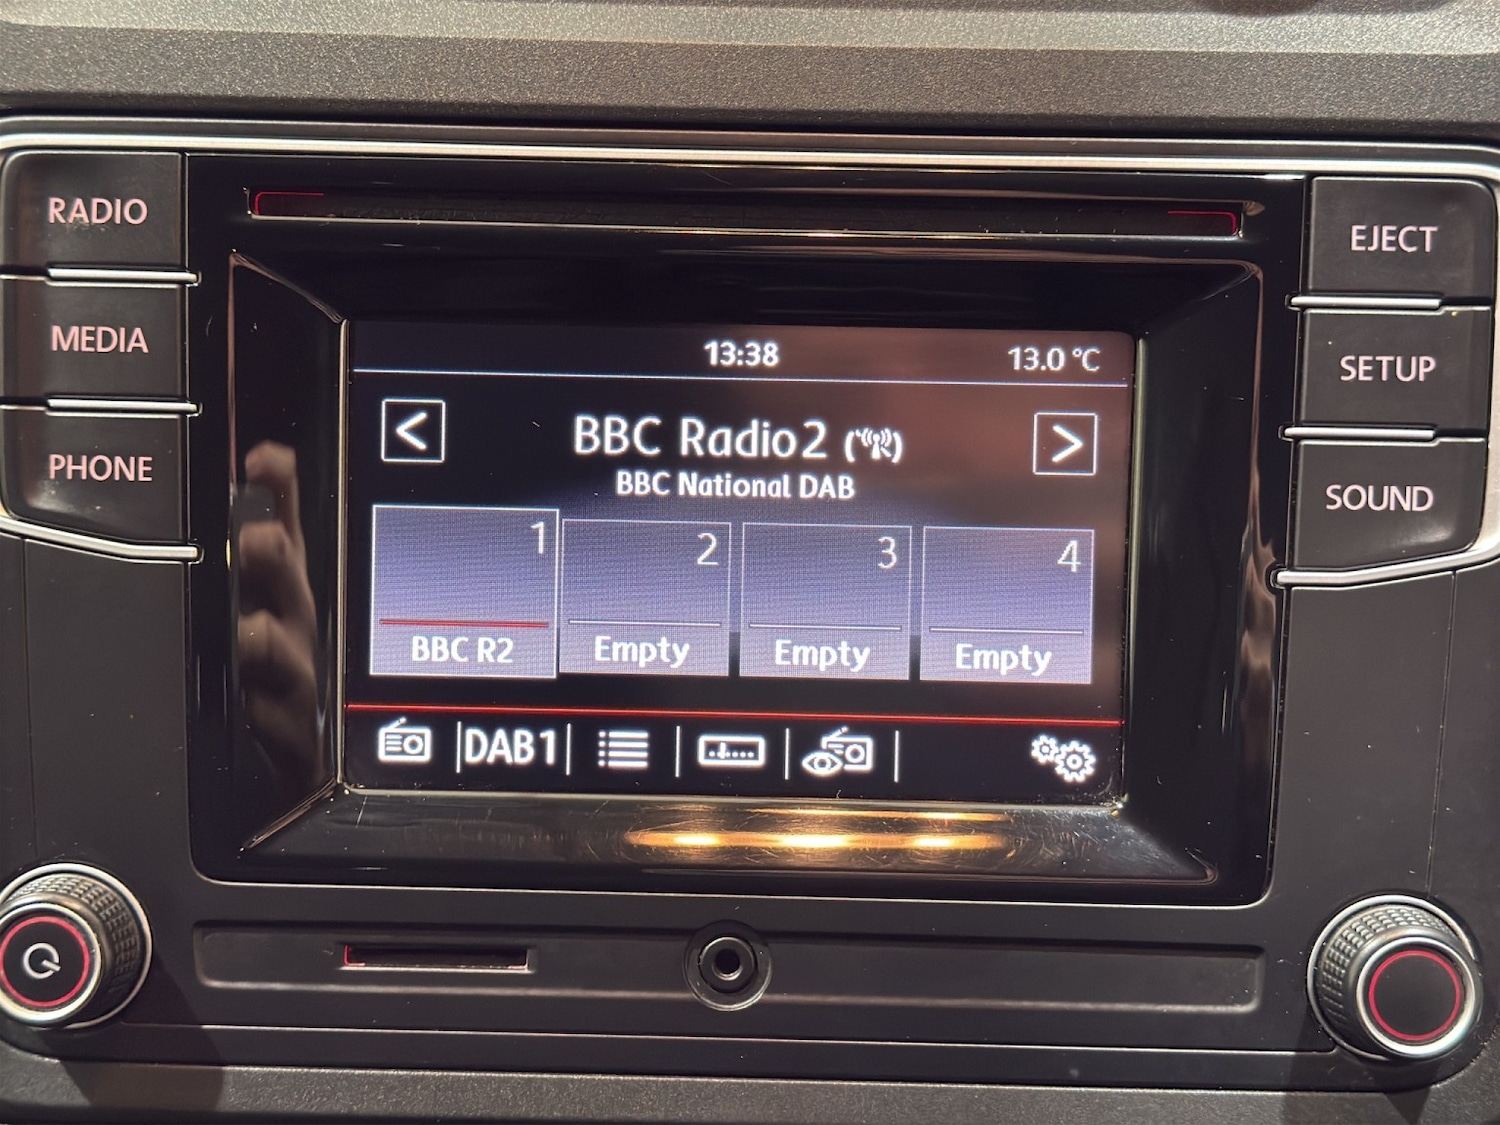 RADIO
MEDIA
PHONE
EJECT
SETUP
SOUND
13:38
13.0 °C
<
BBC Radio2
>
BBC National DAB
1
2
3
4
BBC R2
Empty
Empty
Empty
DAB1